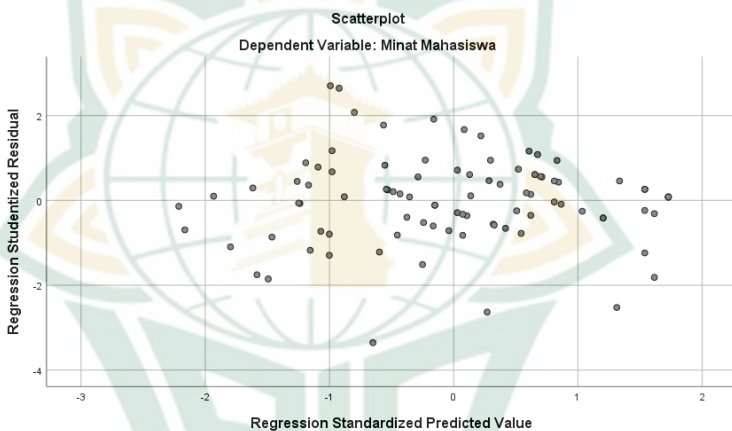 Scatterplot
Dependent Variable: Minat Mahasiswa
Regression Studentized Residual
2
0
-2
-4
-3
-2
-1
0
1
2
Regression Standardized Predicted Value